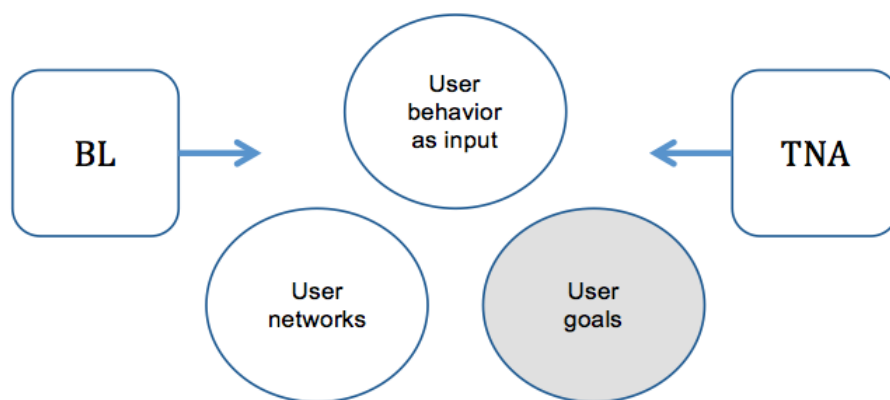 User
behavior
as input
BL
TNA
User
networks
User
goals